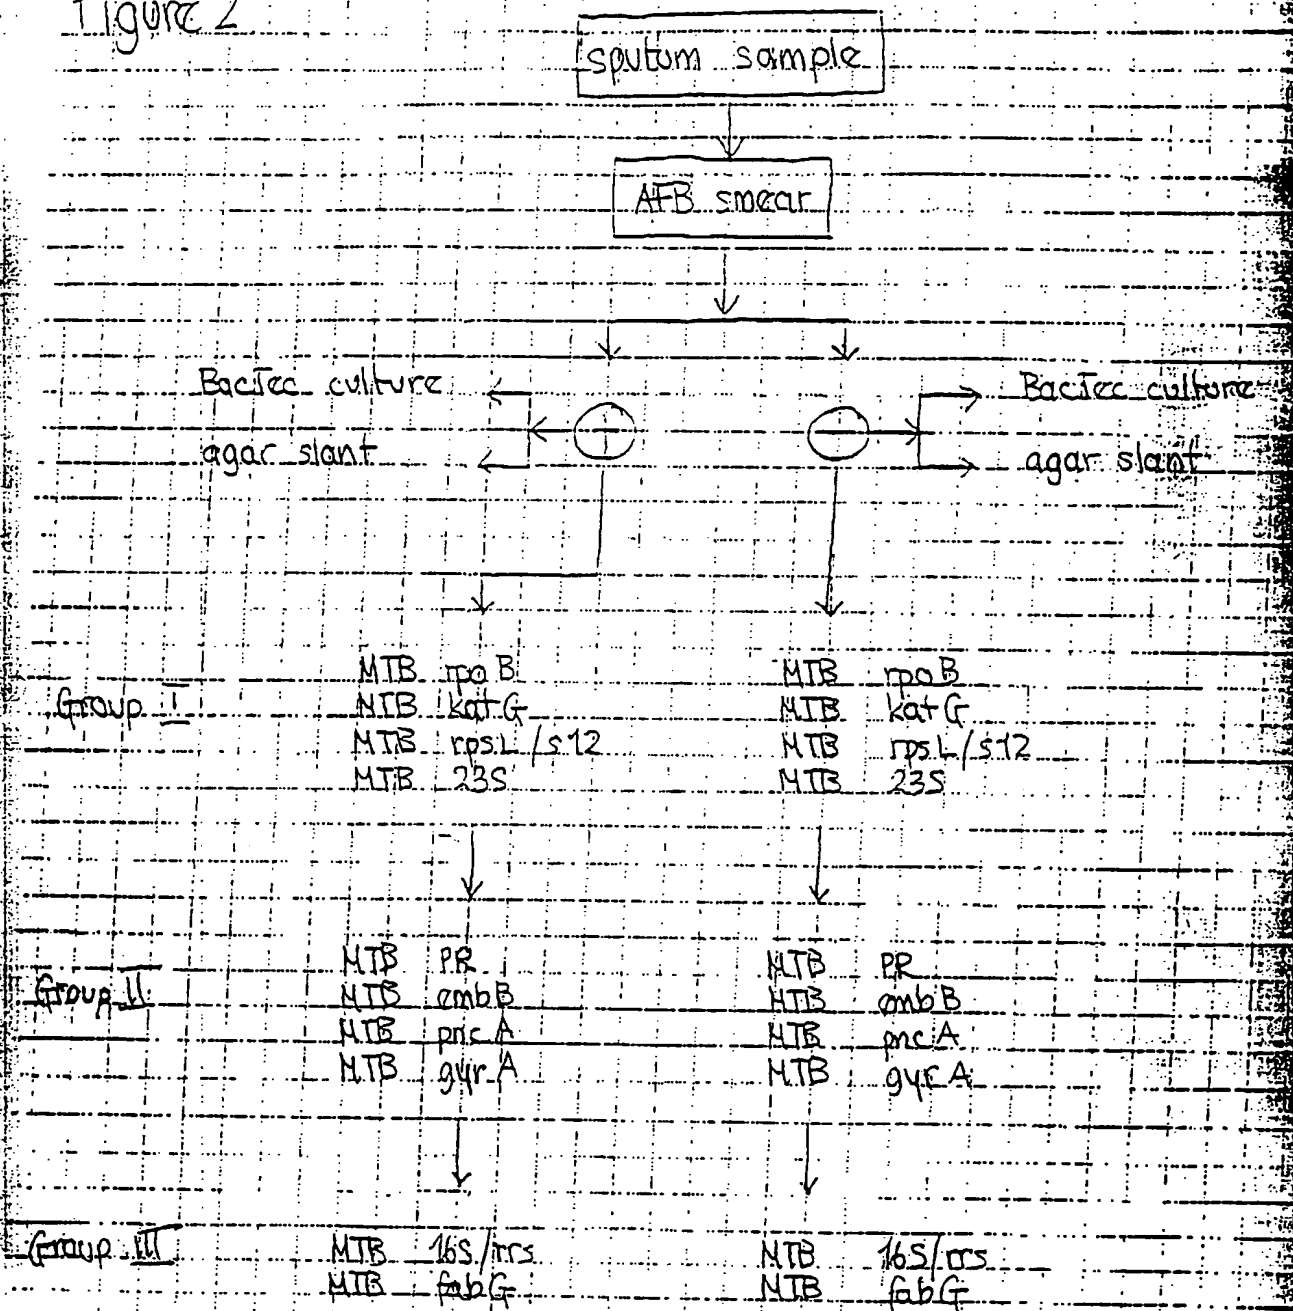 Figure 2
sputum sample
AFB smear
BacTec culture
+
-
BacTec culture
agar slant
agar slant
MTB rpoB
MTB rpoB
Group I
MTB katG
MTB katG
MTB rpsL/s12
MTB rpsL/s12
MTB 23S
MTB 23S
MTB PR
MTB PR
Group II
MTB embB
MTB embB
MTB pncA
MTB pncA
MTB gyrA
MTB gyrA
Group III
MTB 16S/rrs
MTB 16S/rrs
MTB fabG
MTB fabG